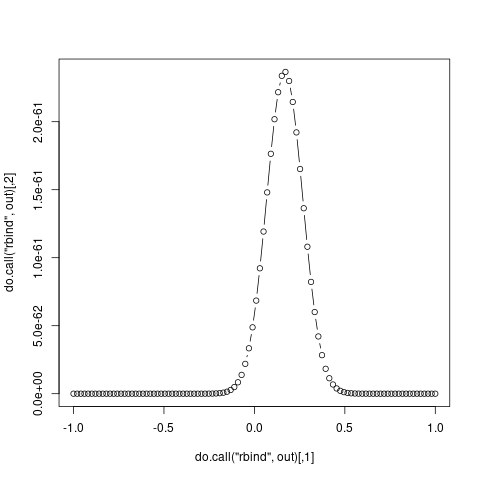 2.0e-61
1.5e-61
1.0e-61
5.0e-62
0.0e+00
do.call("rbind", out)[,2]
-1.0
-0.5
0.0
0.5
1.0
do.call("rbind", out)[,1]